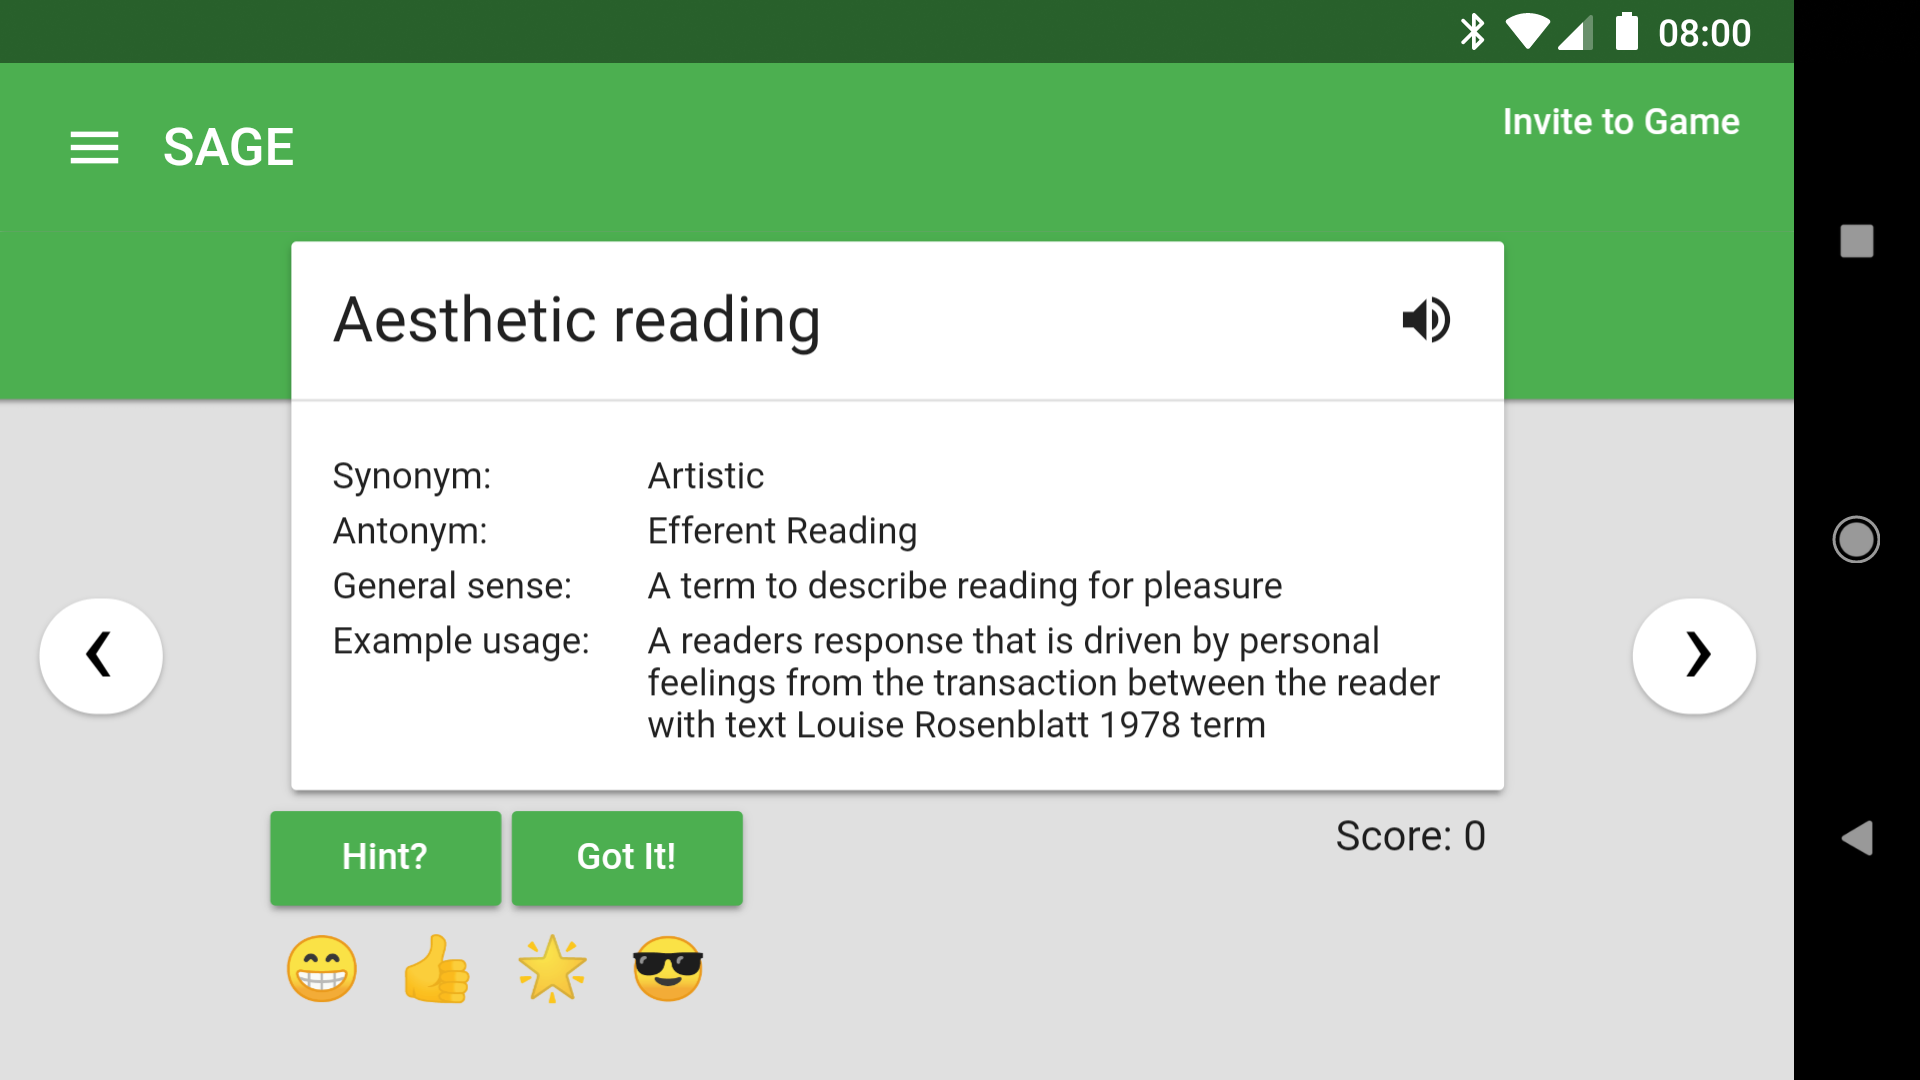 08:00
SAGE
Invite to Game
Aesthetic reading
Synonym: Artistic
Antonym: Efferent Reading
General sense: A term to describe reading for pleasure
Example usage: A readers response that is driven by personal
feelings from the transaction between the reader
with text Louise Rosenblatt 1978 term
Hint?
Got It!
Score: 0